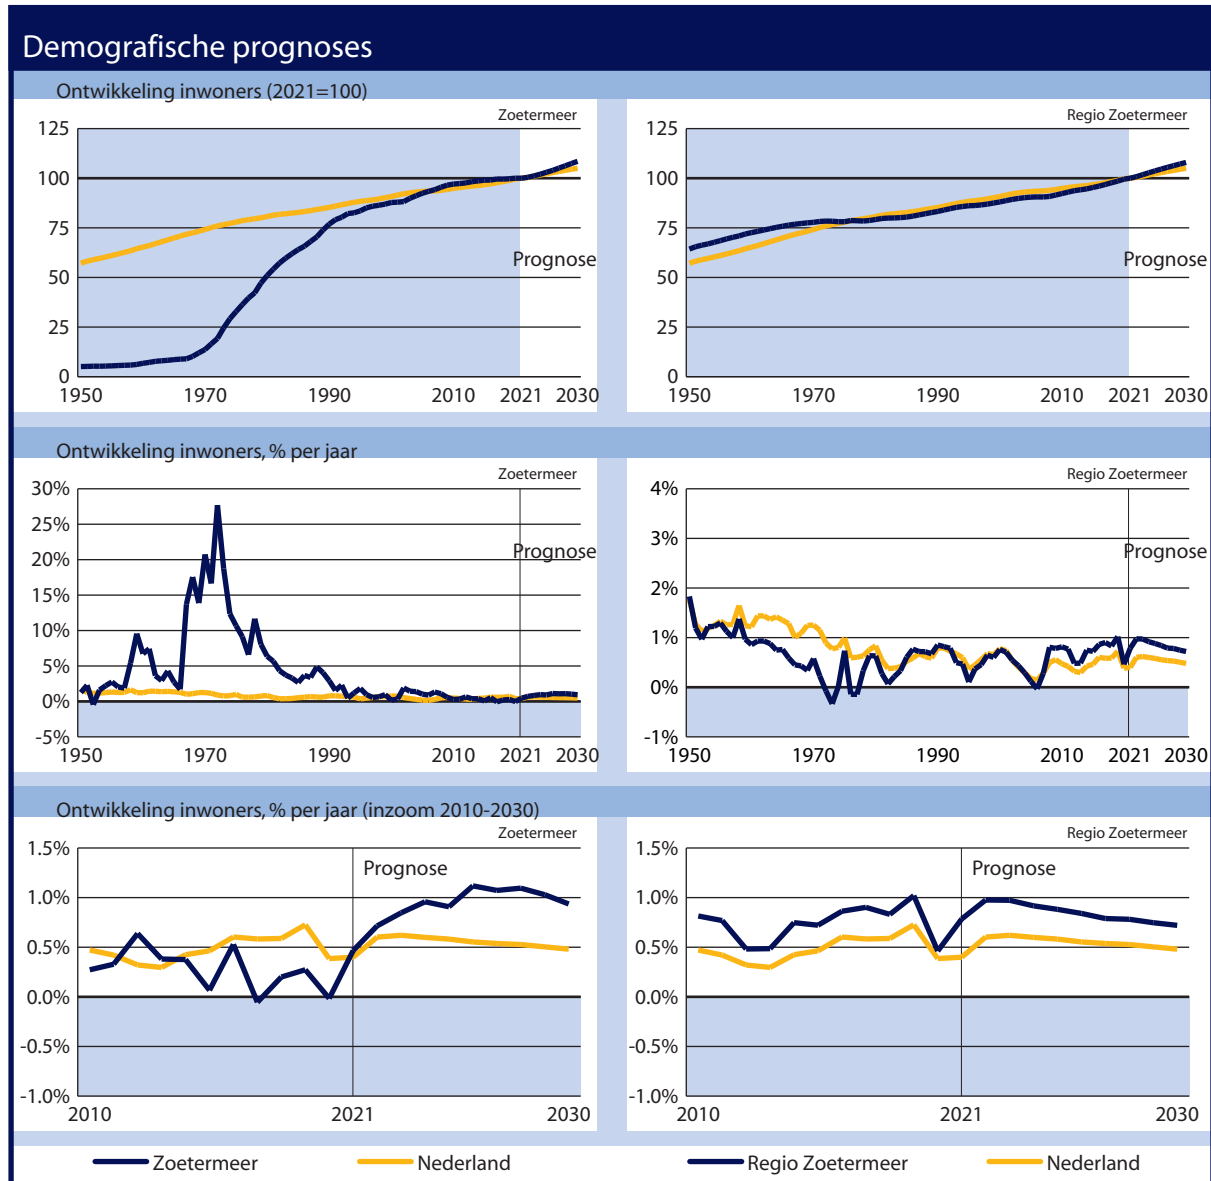 Demografische prognoses
Ontwikkeling inwoners (2021=100)
Zoetermeer
125
100
75
50
25
0
Prognose
1950 1970 1990 2010 2021 2030
Regio Zoetermeer
125
100
75
50
25
0
Prognose
1950 1970 1990 2010 2021 2030
Ontwikkeling inwoners, % per jaar
Zoetermeer
30%
25%
20%
15%
10%
5%
0%
-5%
Prognose
1950 1970 1990 2010 2021 2030
Regio Zoetermeer
4%
3%
2%
1%
0%
-1%
Prognose
1950 1970 1990 2010 2021 2030
Ontwikkeling inwoners, % per jaar (inzoom 2010-2030)
Zoetermeer
1.5%
1.0%
0.5%
0.0%
-0.5%
-1.0%
Prognose
2010 2021 2030
Regio Zoetermeer
1.5%
1.0%
0.5%
0.0%
-0.5%
-1.0%
Prognose
2010 2021 2030
Zoetermeer Nederland
Regio Zoetermeer Nederland